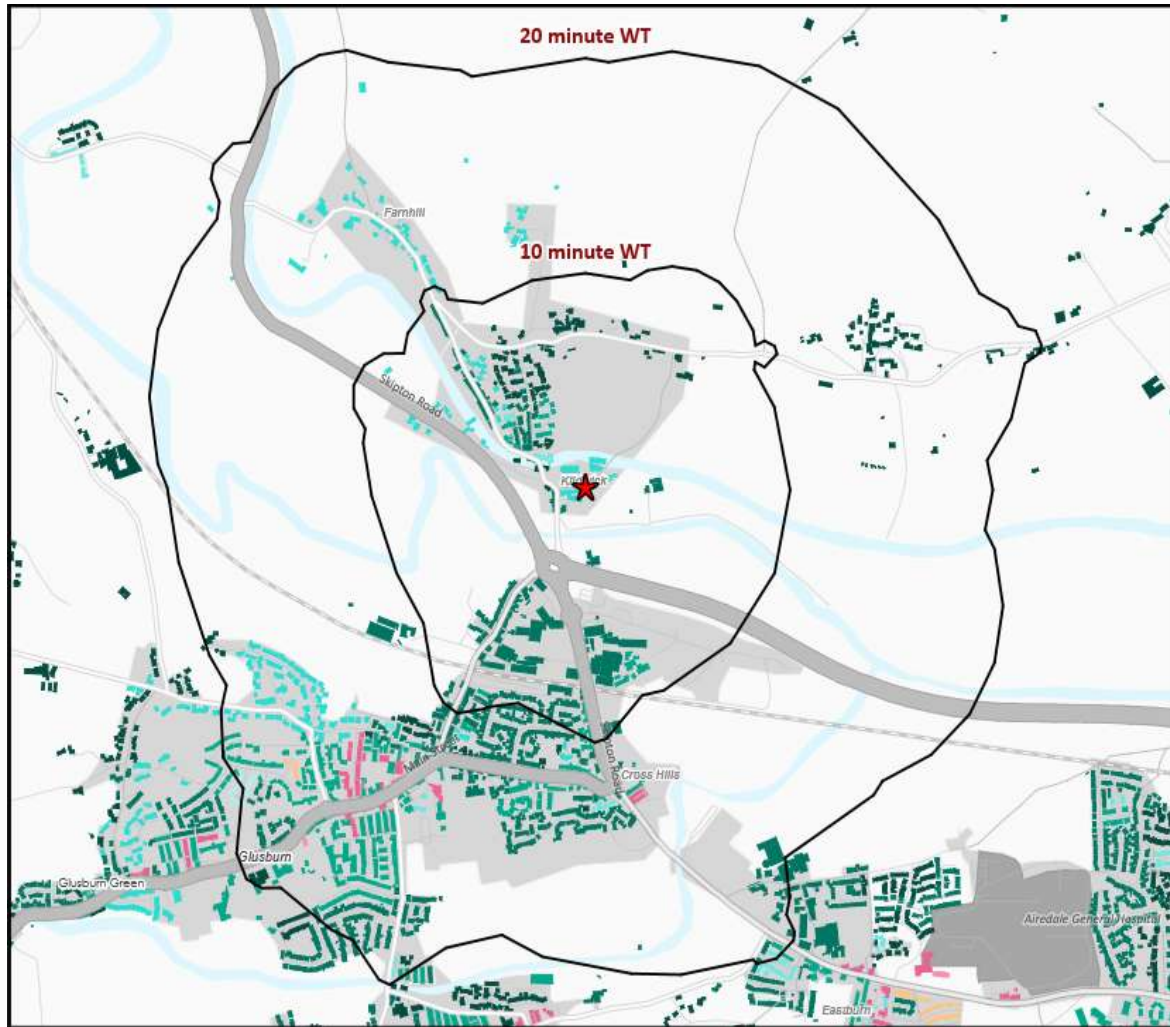 20 minute WT
Farnhill
10 minute WT
Skipton Road
Cross Hills
Glusburn
Glusburn Green
Airedale General Hospital
Eastburn